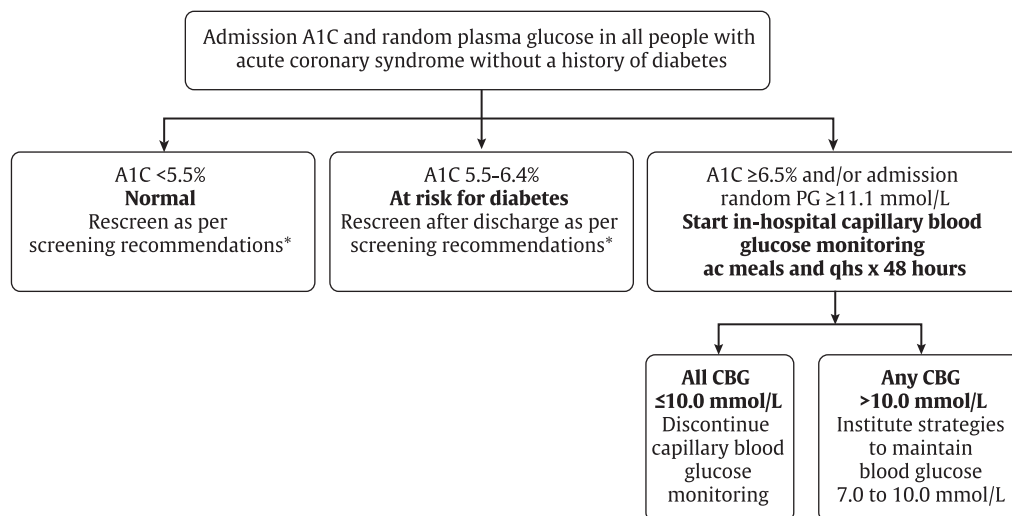 Admission A1C and random plasma glucose in all people with
acute coronary syndrome without a history of diabetes
A1C <5.5%
Normal
Rescreen as per
screening recommendations*
A1C 5.5-6.4%
At risk for diabetes
Rescreen after discharge as per
screening recommendations*
A1C ≥6.5% and/or admission
random PG ≥11.1 mmol/L
Start in-hospital capillary blood
glucose monitoring
ac meals and qhs x 48 hours
All CBG
≤10.0 mmol/L
Discontinue
capillary blood
glucose
monitoring
Any CBG
>10.0 mmol/L
Institute strategies
to maintain
blood glucose
7.0 to 10.0 mmol/L